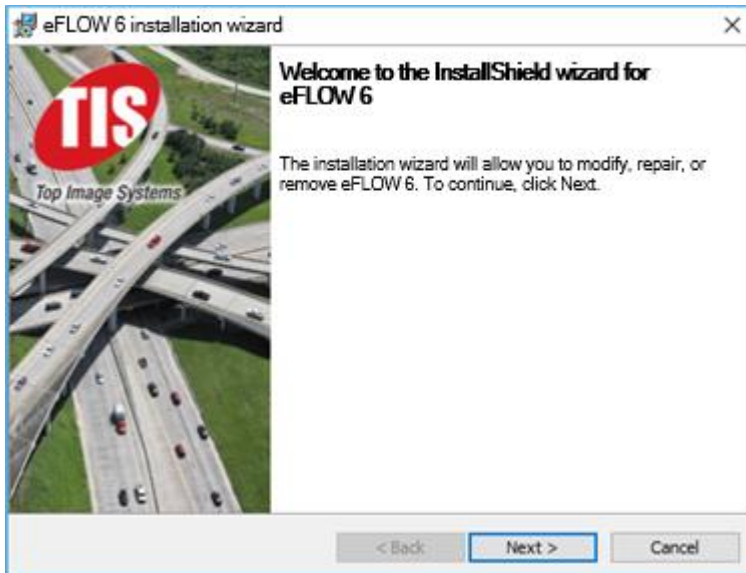 eFLOW 6 installation wizard
TIS
Top Image Systems
Welcome to the InstallShield wizard for
eFLOW 6
The installation wizard will allow you to modify, repair, or
remove eFLOW 6. To continue, click Next.
< Back
Next >
Cancel